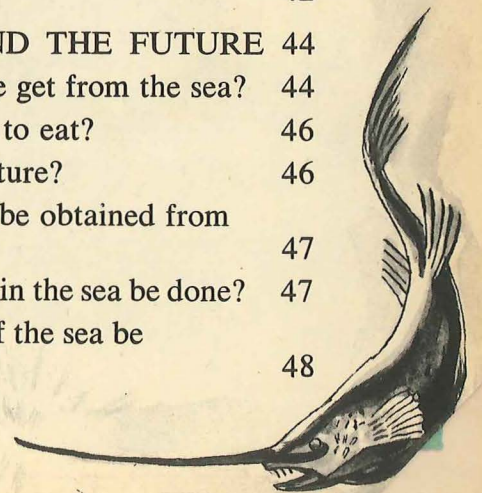 ND THE FUTURE 44
e get from the sea? 44
to eat? 46
ture? 46
be obtained from
47
in the sea be done? 47
f the sea be
48